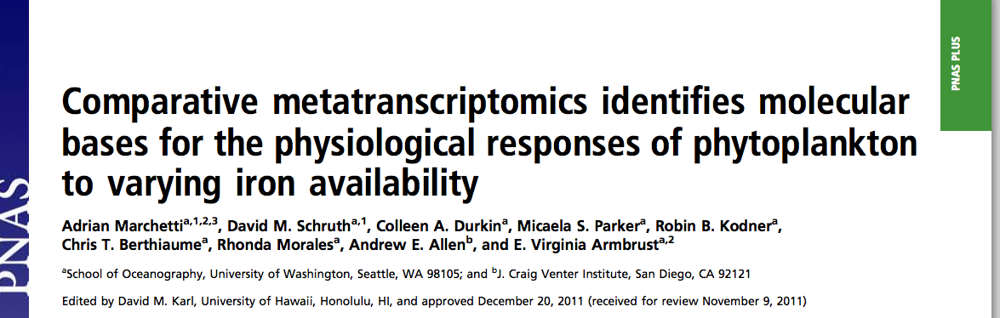 PNAS PLUS
Comparative metatranscriptomics identifies molecular
bases for the physiological responses of phytoplankton
to varying iron availability
Adrian Marchettia,1,2,3, David M. Schrutha,1, Colleen A. Durkina, Micaela S. Parkera, Robin B. Kodnera,
Chris T. Berthiaumea, Rhonda Moralesa, Andrew E. Allenb, and E. Virginia Armbrusta,2
aSchool of Oceanography, University of Washington, Seattle, WA 98105; and bJ. Craig Venter Institute, San Diego, CA 92121
Edited by David M. Karl, University of Hawaii, Honolulu, HI, and approved December 20, 2011 (received for review November 9, 2011)
PNAS